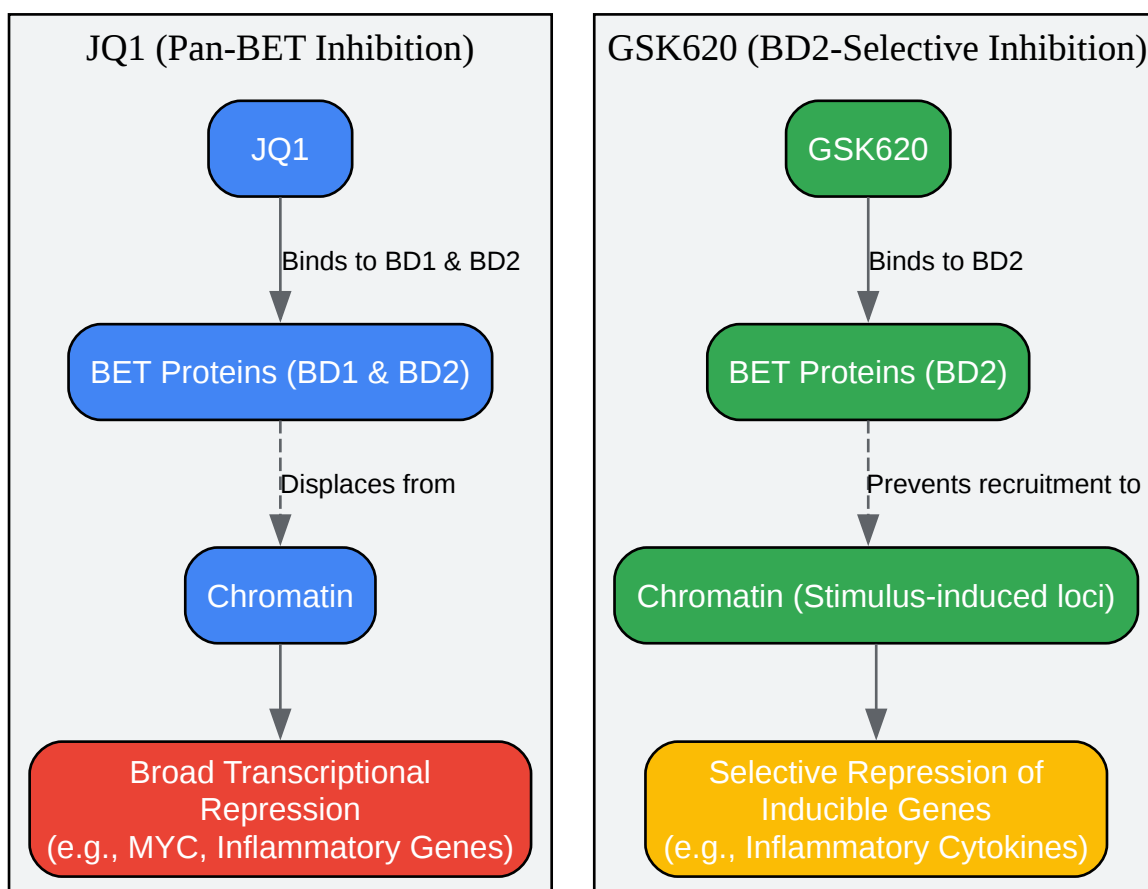 JQ1 (Pan-BET Inhibition)
JQ1
Binds to BD1 & BD2
BET Proteins (BD1 & BD2)
Displaces from
Chromatin
Broad Transcriptional
Repression
(e.g., MYC, Inflammatory Genes)
GSK620 (BD2-Selective Inhibition)
GSK620
Binds to BD2
BET Proteins (BD2)
Prevents recruitment to
Chromatin (Stimulus-induced loci)
Selective Repression of
Inducible Genes
(e.g., Inflammatory Cytokines)